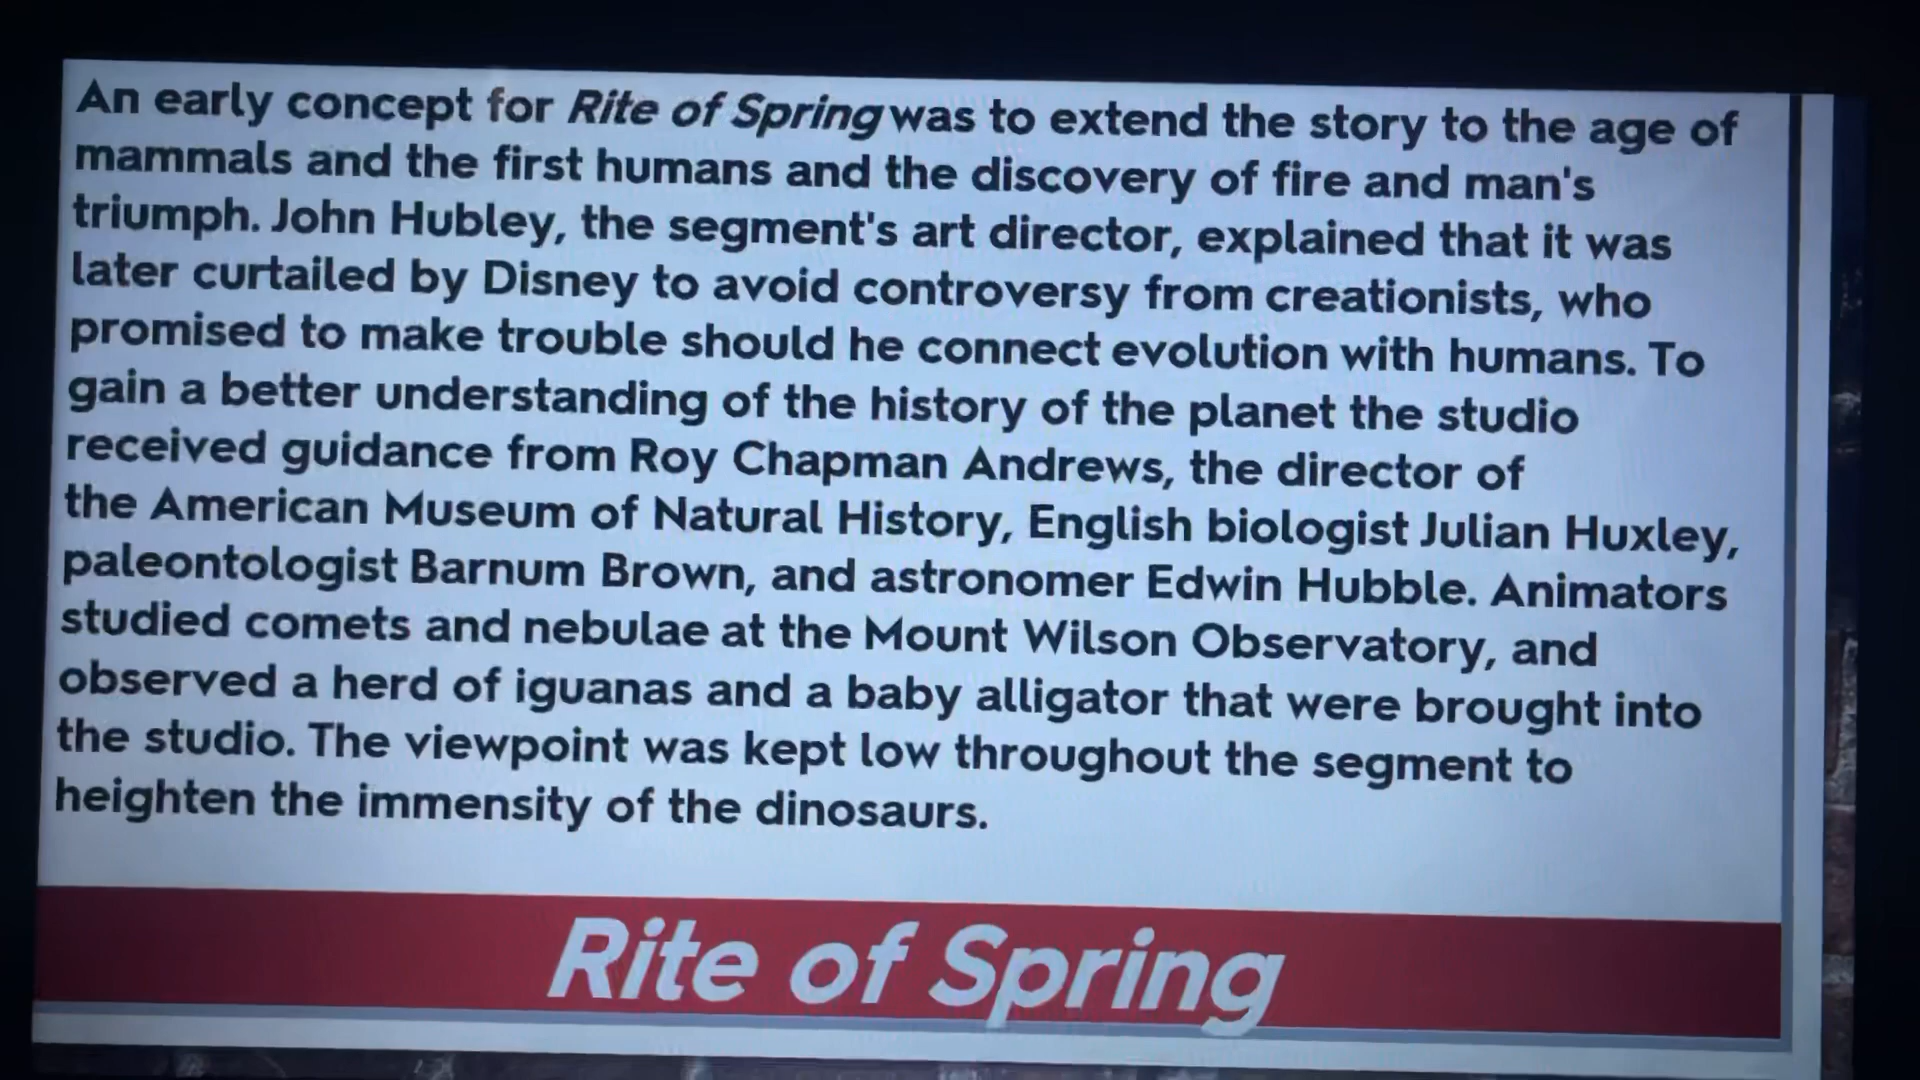 An early concept for Rite of Spring was to extend the story to the age of
mammals and the first humans and the discovery of fire and man's
triumph. John Hubley, the segment's art director, explained that it was
later curtailed by Disney to avoid controversy from creationists, who
promised to make trouble should he connect evolution with humans. To
gain a better understanding of the history of the planet the studio
received guidance from Roy Chapman Andrews, the director of
the American Museum of Natural History, English biologist Julian Huxley,
paleontologist Barnum Brown, and astronomer Edwin Hubble. Animators
studied comets and nebulae at the Mount Wilson Observatory, and
observed a herd of iguanas and a baby alligator that were brought into
the studio. The viewpoint was kept low throughout the segment to
heighten the immensity of the dinosaurs.
Rite of Spring